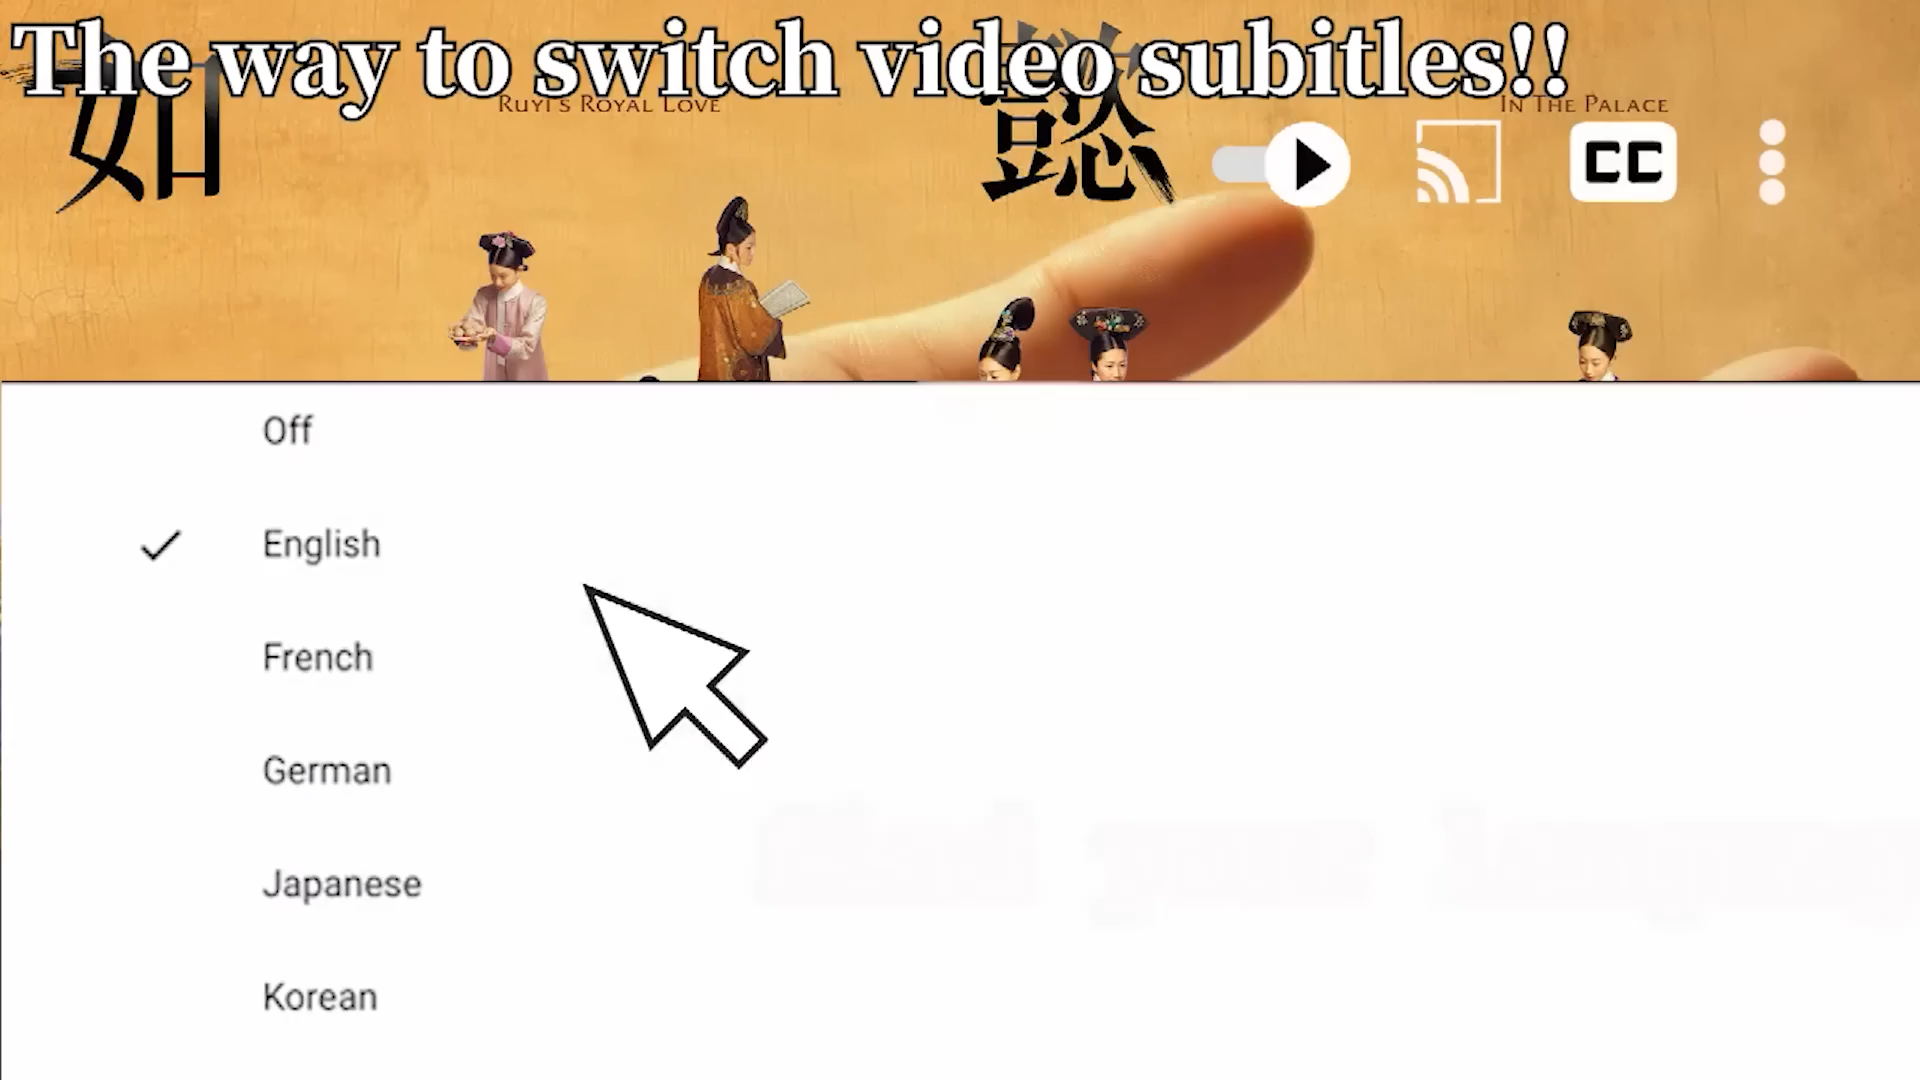 The way to switch video subitles!!
如 懿
RUYI'S ROYAL LOVE
IN THE PALACE
CC
Off
English
French
German
Japanese
Korean